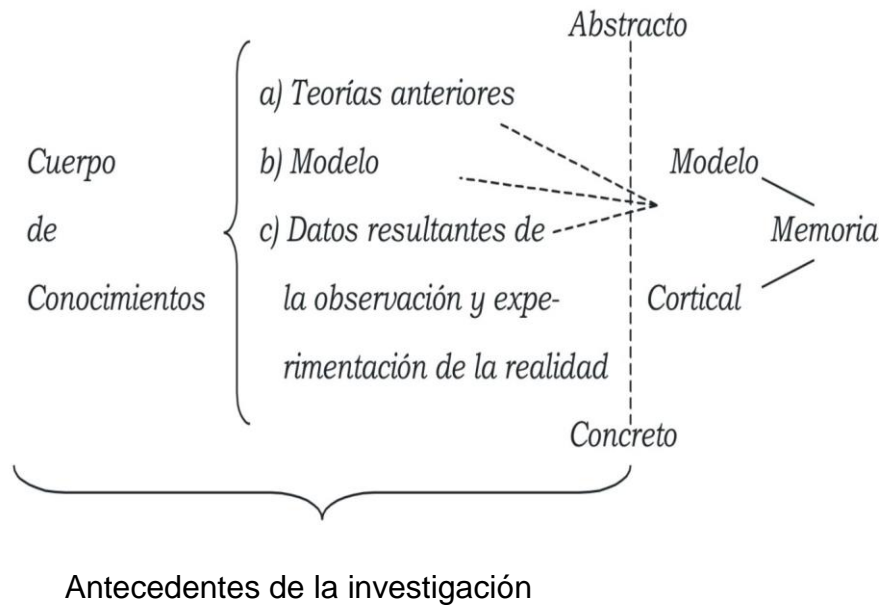 Abstracto
a) Teorías anteriores
Cuerpo
b) Modelo
Modelo
de
c) Datos resultantes de
Memoria
Conocimientos
la observación y expe-
Cortical
rimentación de la realidad
Concreto
Antecedentes de la investigación